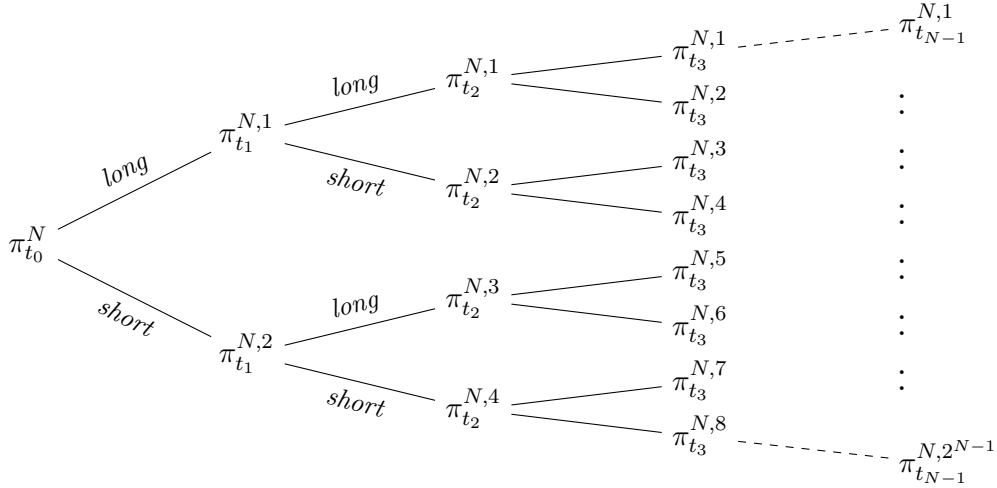 π_{t_0}^{N}
long
short
π_{t_1}^{N,1}
π_{t_1}^{N,2}
long
short
long
short
π_{t_2}^{N,1}
π_{t_2}^{N,2}
π_{t_2}^{N,3}
π_{t_2}^{N,4}
π_{t_3}^{N,1}
π_{t_3}^{N,2}
π_{t_3}^{N,3}
π_{t_3}^{N,4}
π_{t_3}^{N,5}
π_{t_3}^{N,6}
π_{t_3}^{N,7}
π_{t_3}^{N,8}
π_{t_{N-1}}^{N,1}
π_{t_{N-1}}^{N,2^{N-1}}